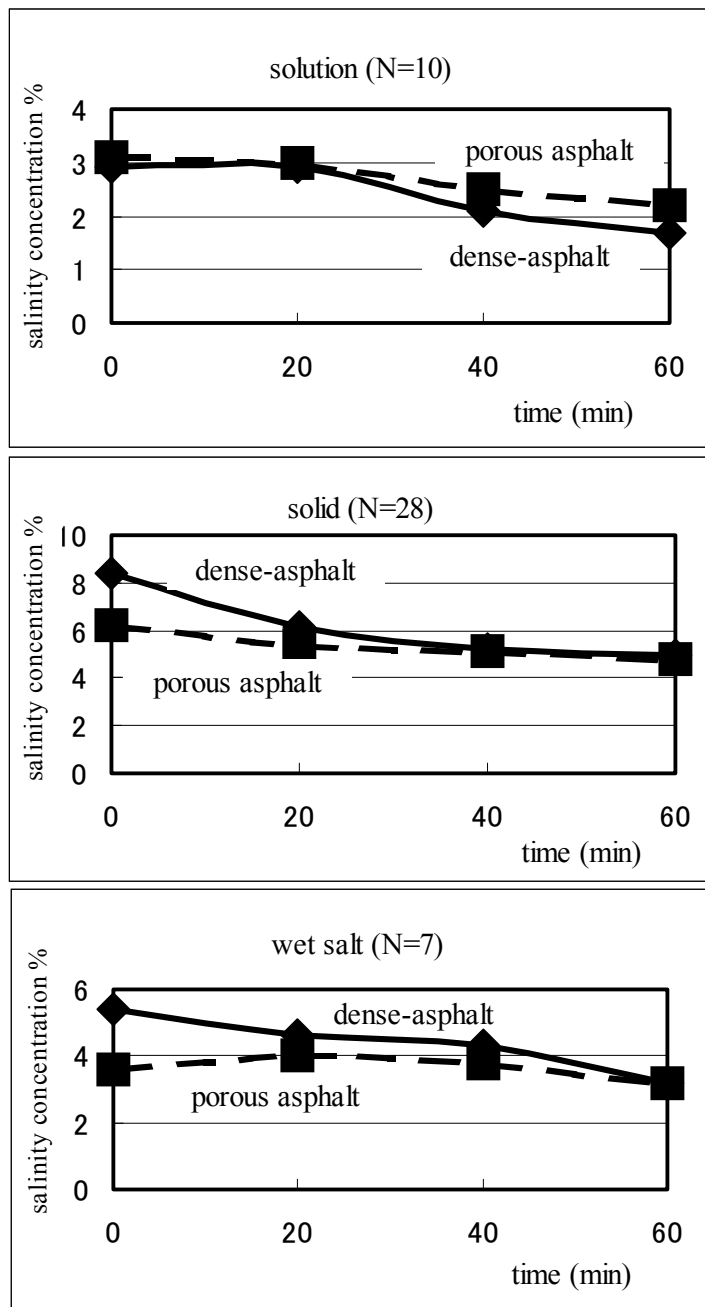 solution (N=10)
salinity concentration %
4
3
2
1
0
porous asphalt
dense-asphalt
0 20 40 60
time (min)
solid (N=28)
salinity concentration %
10
8
6
4
2
0
dense-asphalt
porous asphalt
0 20 40 60
time (min)
wet salt (N=7)
salinity concentration %
6
4
2
0
dense-asphalt
porous asphalt
0 20 40 60
time (min)